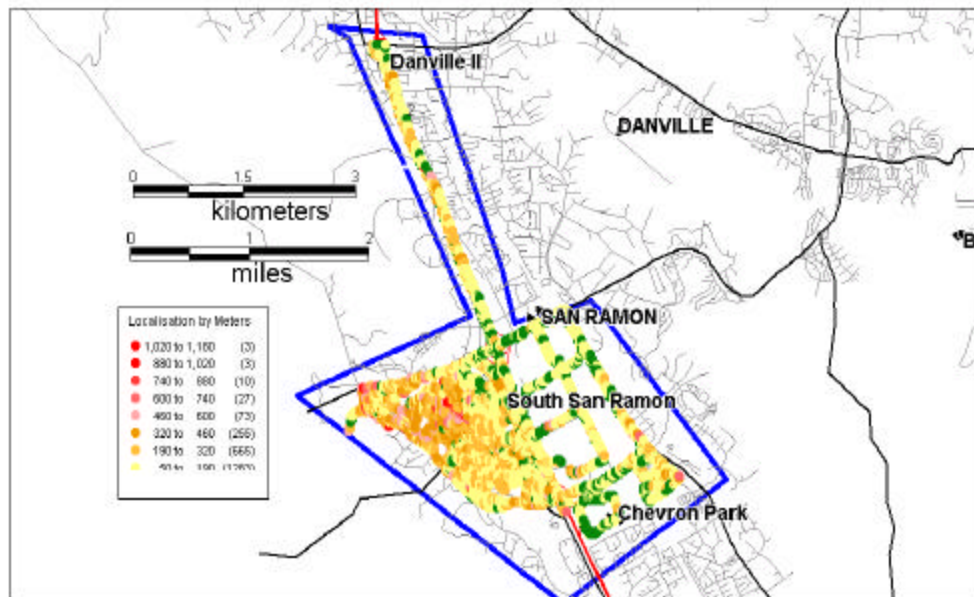 Danville II
DANVILLE
0 1.5 3
kilometers
0 1 2
miles
Localisation by Meters
1,020 to 1,160 (3)
880 to 1,020 (3)
740 to 880 (10)
600 to 740 (27)
460 to 600 (73)
320 to 460 (255)
190 to 320 (565)
SAN RAMON
South San Ramon
Chevron Park